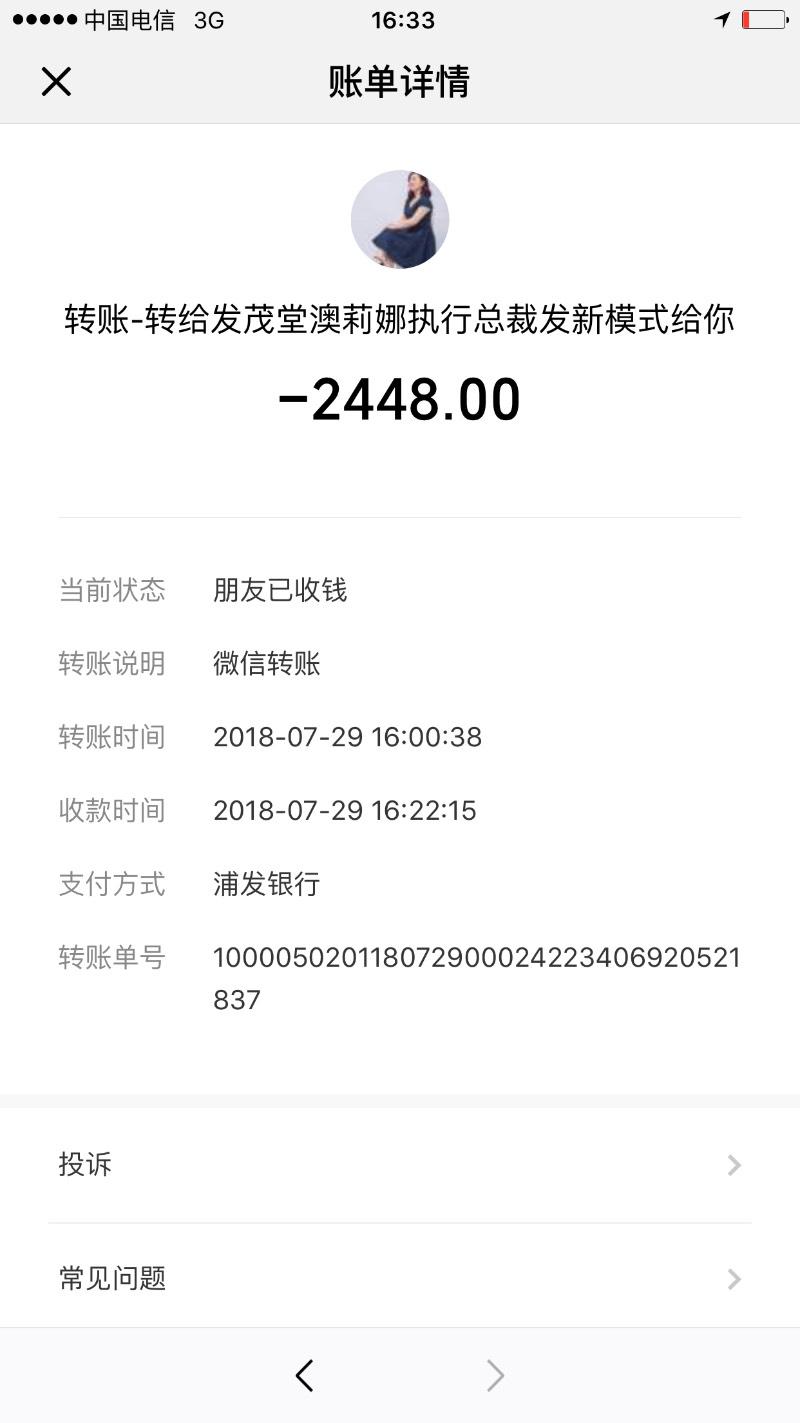 中国电信 3G 16:33
账单详情
转账-转给发茂堂澳莉娜执行总裁发新模式给你
-2448.00
当前状态 朋友已收钱
转账说明 微信转账
转账时间 2018-07-29 16:00:38
收款时间 2018-07-29 16:22:15
支付方式 浦发银行
转账单号 100005020118072900024223406920521
837
投诉
常见问题